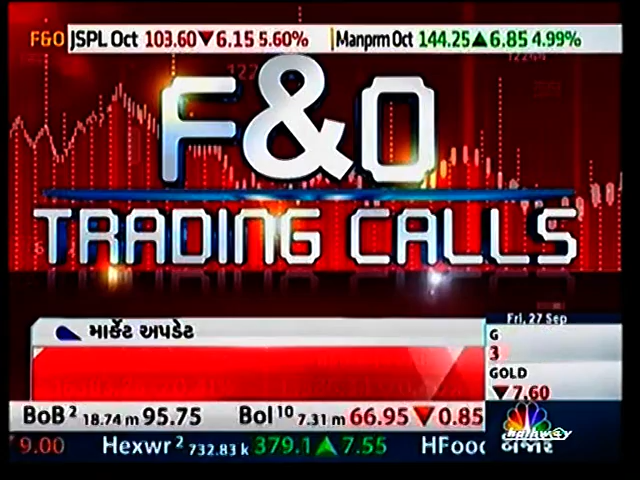 F&O JSPL Oct 103.60▼6.15 5.60% Manprm Oct 144.25▲6.85 4.99%
F&O
TRADING CALLS
માર્કેટ અપડેટ
Fri, 27 Sep
G
3
GOLD
▼7.60
BoB 2 18.74 m 95.75 BoI 10 7.31 m 66.95 ▼0.85
9.00 Hexwr 2 732.83 k 379.1▲7.55 HFood
hathway
બજાર